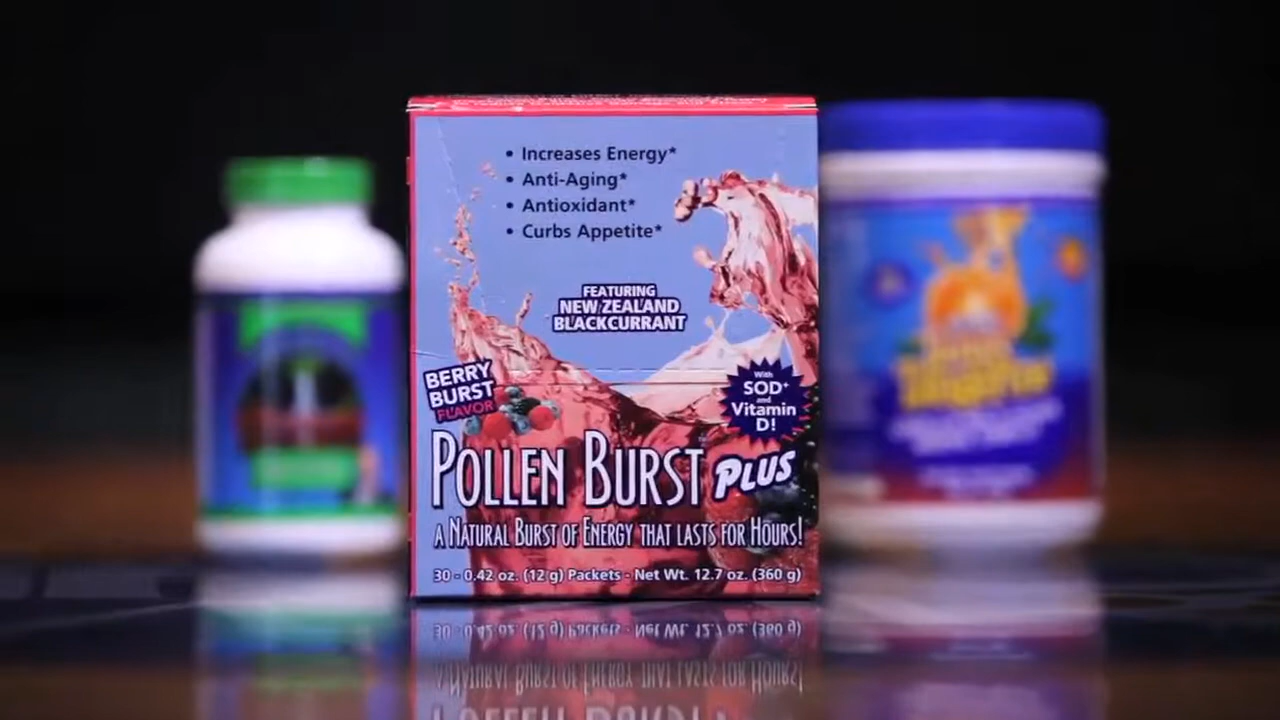 • Increases Energy*
• Anti-Aging*
• Antioxidant*
• Curbs Appetite*
FEATURING
NEW ZEALAND
BLACKCURRANT
BERRY
BURST
FLAVOR
With
SOD+
and
Vitamin
D!
POLLEN BURST PLUS
A NATURAL BURST OF ENERGY THAT LASTS FOR HOURS!
30 - 0.42 oz. (12 g) Packets - Net Wt. 12.7 oz. (360 g)